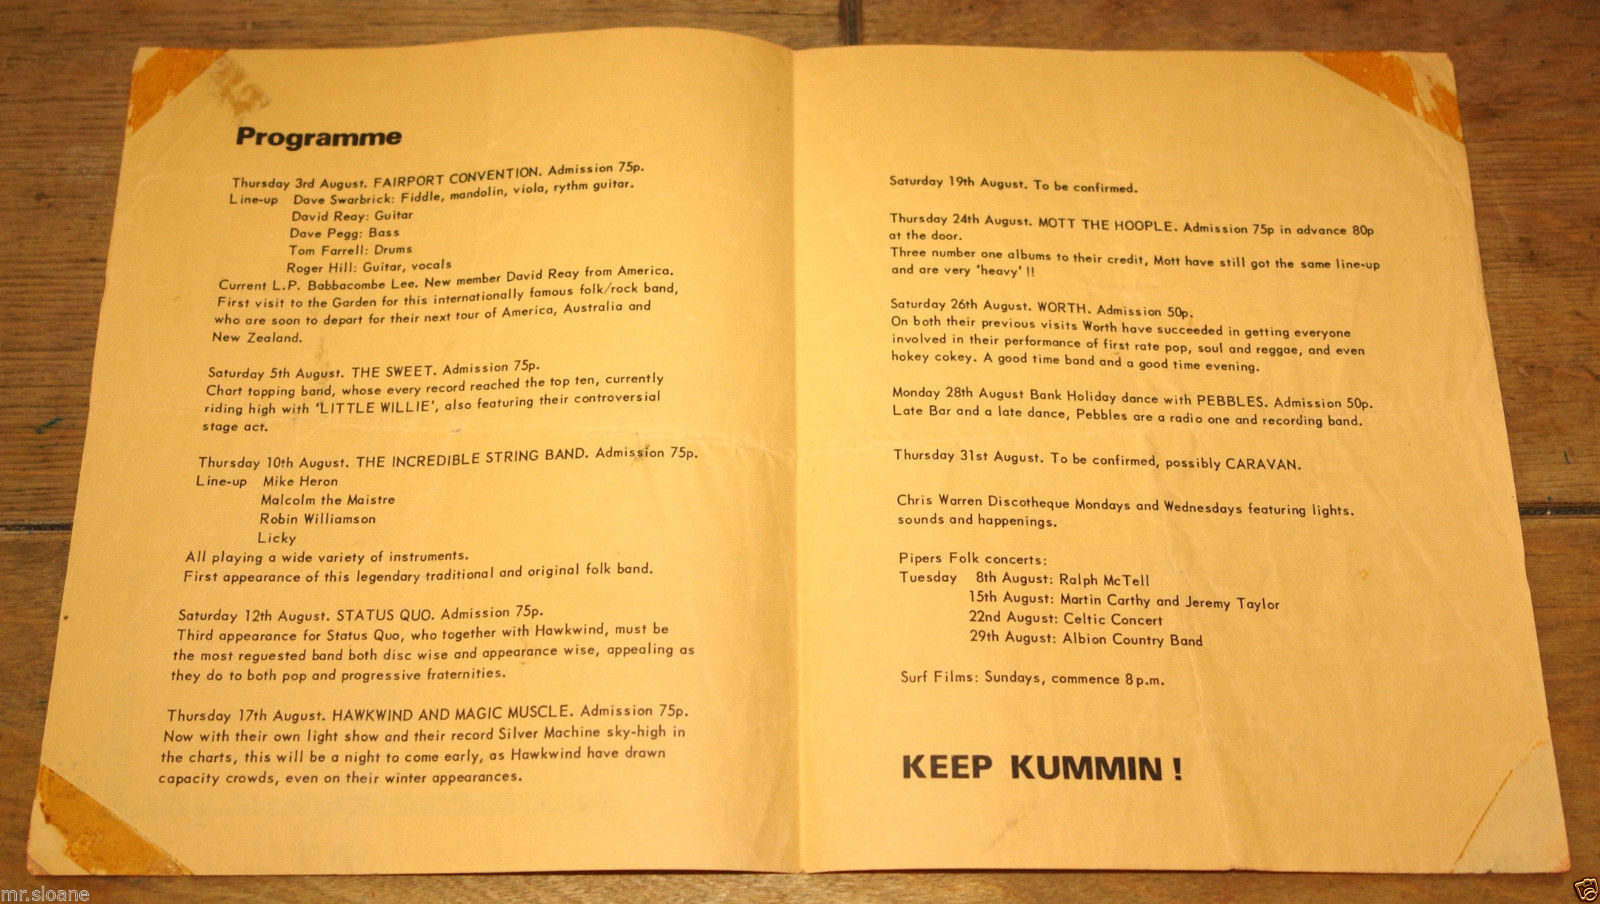 Programme
Thursday 3rd August. FAIRPORT CONVENTION. Admission 75p.
Line-up Dave Swarbrick: Fiddle, mandolin, viola, rythm guitar.
David Reay: Guitar
Dave Pegg: Bass
Tom Farrell: Drums
Roger Hill: Guitar, vocals
Current L.P. Babbacombe Lee. New member David Reay from America.
First visit to the Garden for this internationally famous folk/rock band,
who are soon to depart for their next tour of America, Australia and
New Zealand.
Saturday 5th August. THE SWEET. Admission 75p.
Chart topping band, whose every record reached the top ten, currently
riding high with 'LITTLE WILLIE', also featuring their controversial
stage act.
Thursday 10th August. THE INCREDIBLE STRING BAND. Admission 75p.
Line-up Mike Heron
Malcolm the Maistre
Robin Williamson
Licky
All playing a wide variety of instruments.
First appearance of this legendary traditional and original folk band.
Saturday 12th August. STATUS QUO. Admission 75p.
Third appearance for Status Quo, who together with Hawkwind, must be
the most reguested band both disc wise and appearance wise, appealing as
they do to both pop and progressive fraternities.
Thursday 17th August. HAWKWIND AND MAGIC MUSCLE. Admission 75p.
Now with their own light show and their record Silver Machine sky-high in
the charts, this will be a night to come early, as Hawkwind have drawn
capacity crowds, even on their winter appearances.
Saturday 19th August. To be confirmed.
Thursday 24th August. MOTT THE HOOPLE. Admission 75p in advance 80p
at the door.
Three number one albums to their credit, Mott have still got the same line-up
and are very 'heavy' !!
Saturday 26th August. WORTH. Admission 50p.
On both their previous visits Worth have succeeded in getting everyone
involved in their performance of first rate pop, soul and reggae, and even
hokey cokey. A good time band and a good time evening.
Monday 28th August Bank Holiday dance with PEBBLES. Admission 50p.
Late Bar and a late dance, Pebbles are a radio one and recording band.
Thursday 31st August. To be confirmed, possibly CARAVAN.
Chris Warren Discotheque Mondays and Wednesdays featuring lights.
sounds and happenings.
Pipers Folk concerts:
Tuesday 8th August: Ralph McTell
15th August: Martin Carthy and Jeremy Taylor
22nd August: Celtic Concert
29th August: Albion Country Band
Surf Films: Sundays, commence 8p.m.
KEEP KUMMIN !
mr.sloane